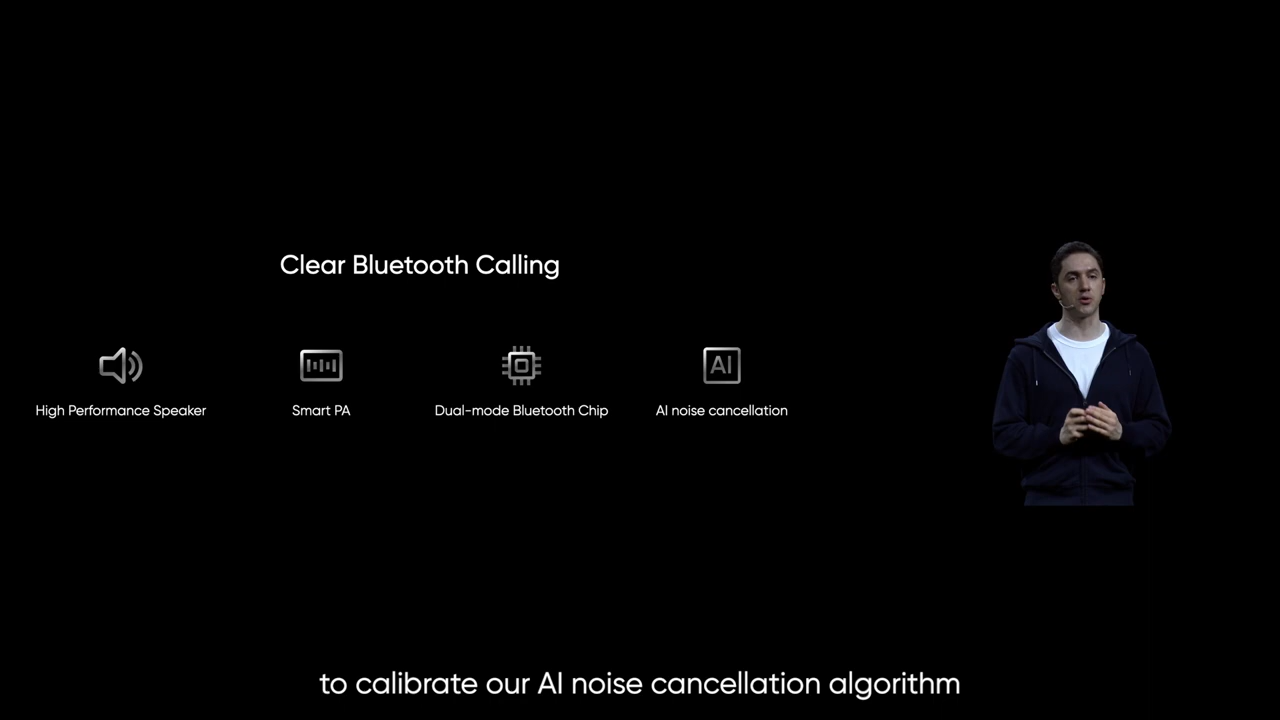 Clear Bluetooth Calling
High Performance Speaker
Smart PA
Dual-mode Bluetooth Chip
AI
AI noise cancellation
to calibrate our AI noise cancellation algorithm